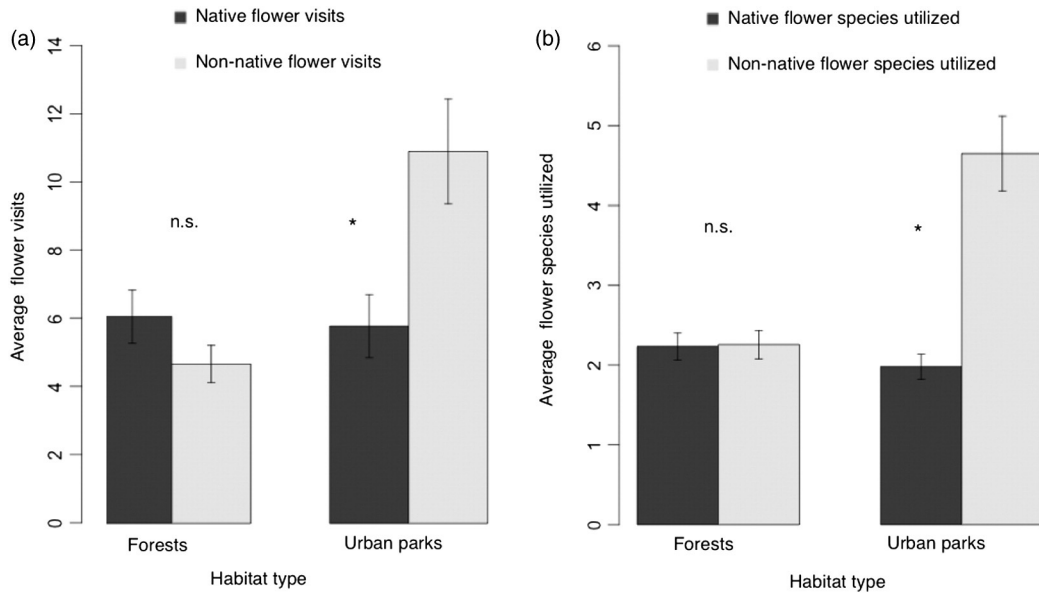 (a)
Native flower visits
Non-native flower visits
Average flower visits
14
12
10
8
6
4
2
0
n.s.
*
Forests
Urban parks
Habitat type
(b)
Native flower species utilized
Non-native flower species utilized
Average flower species utilized
6
5
4
3
2
1
0
n.s.
*
Forests
Urban parks
Habitat type